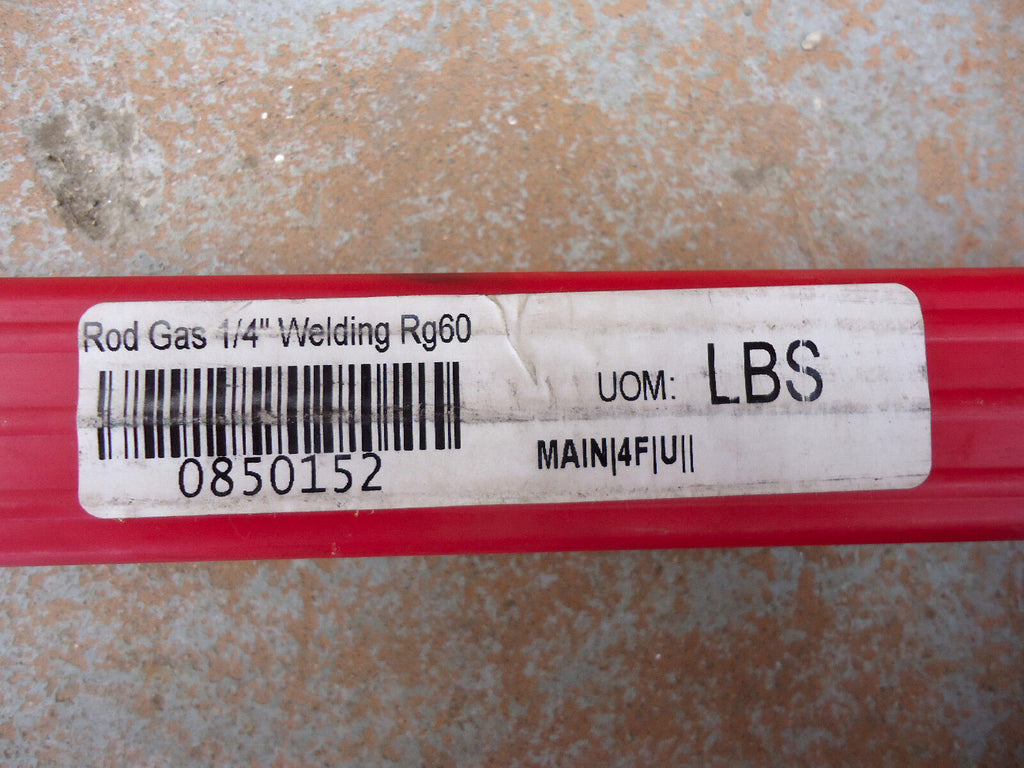 Rod Gas 1/4" Welding Rg60
0850152
UOM: LBS
MAIN|4F|U||